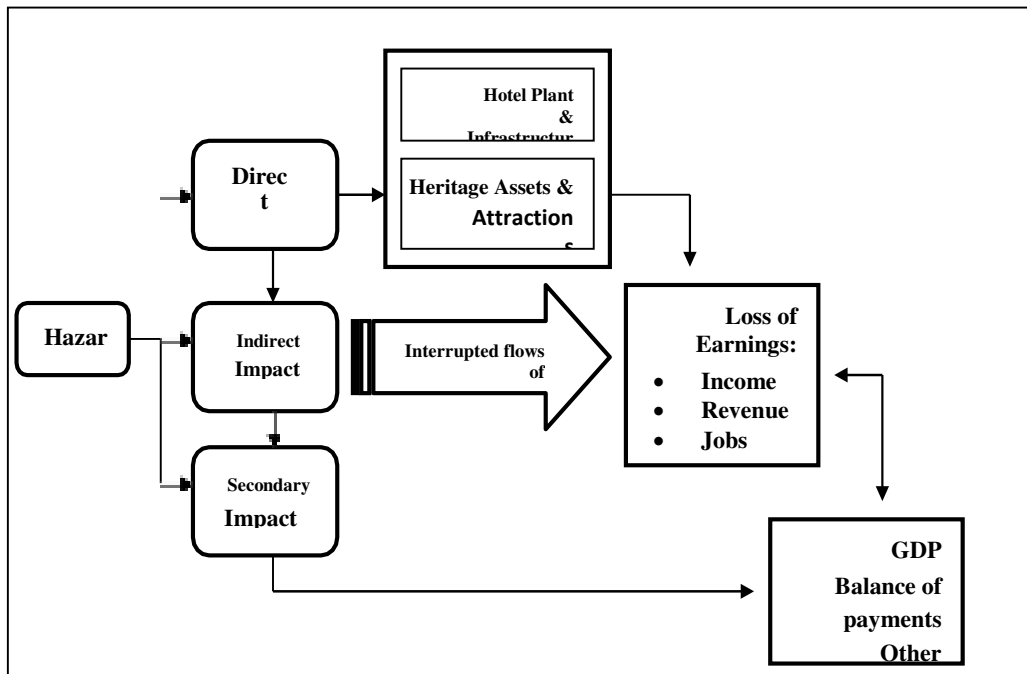 Hotel Plant
&
Infrastructur
Direc
t
Heritage Assets &
Attraction
s
Hazar
Indirect
Impact
Interrupted flows
of
Loss of
Earnings:
• Income
• Revenue
• Jobs
Secondary
Impact
GDP
Balance of
payments
Other